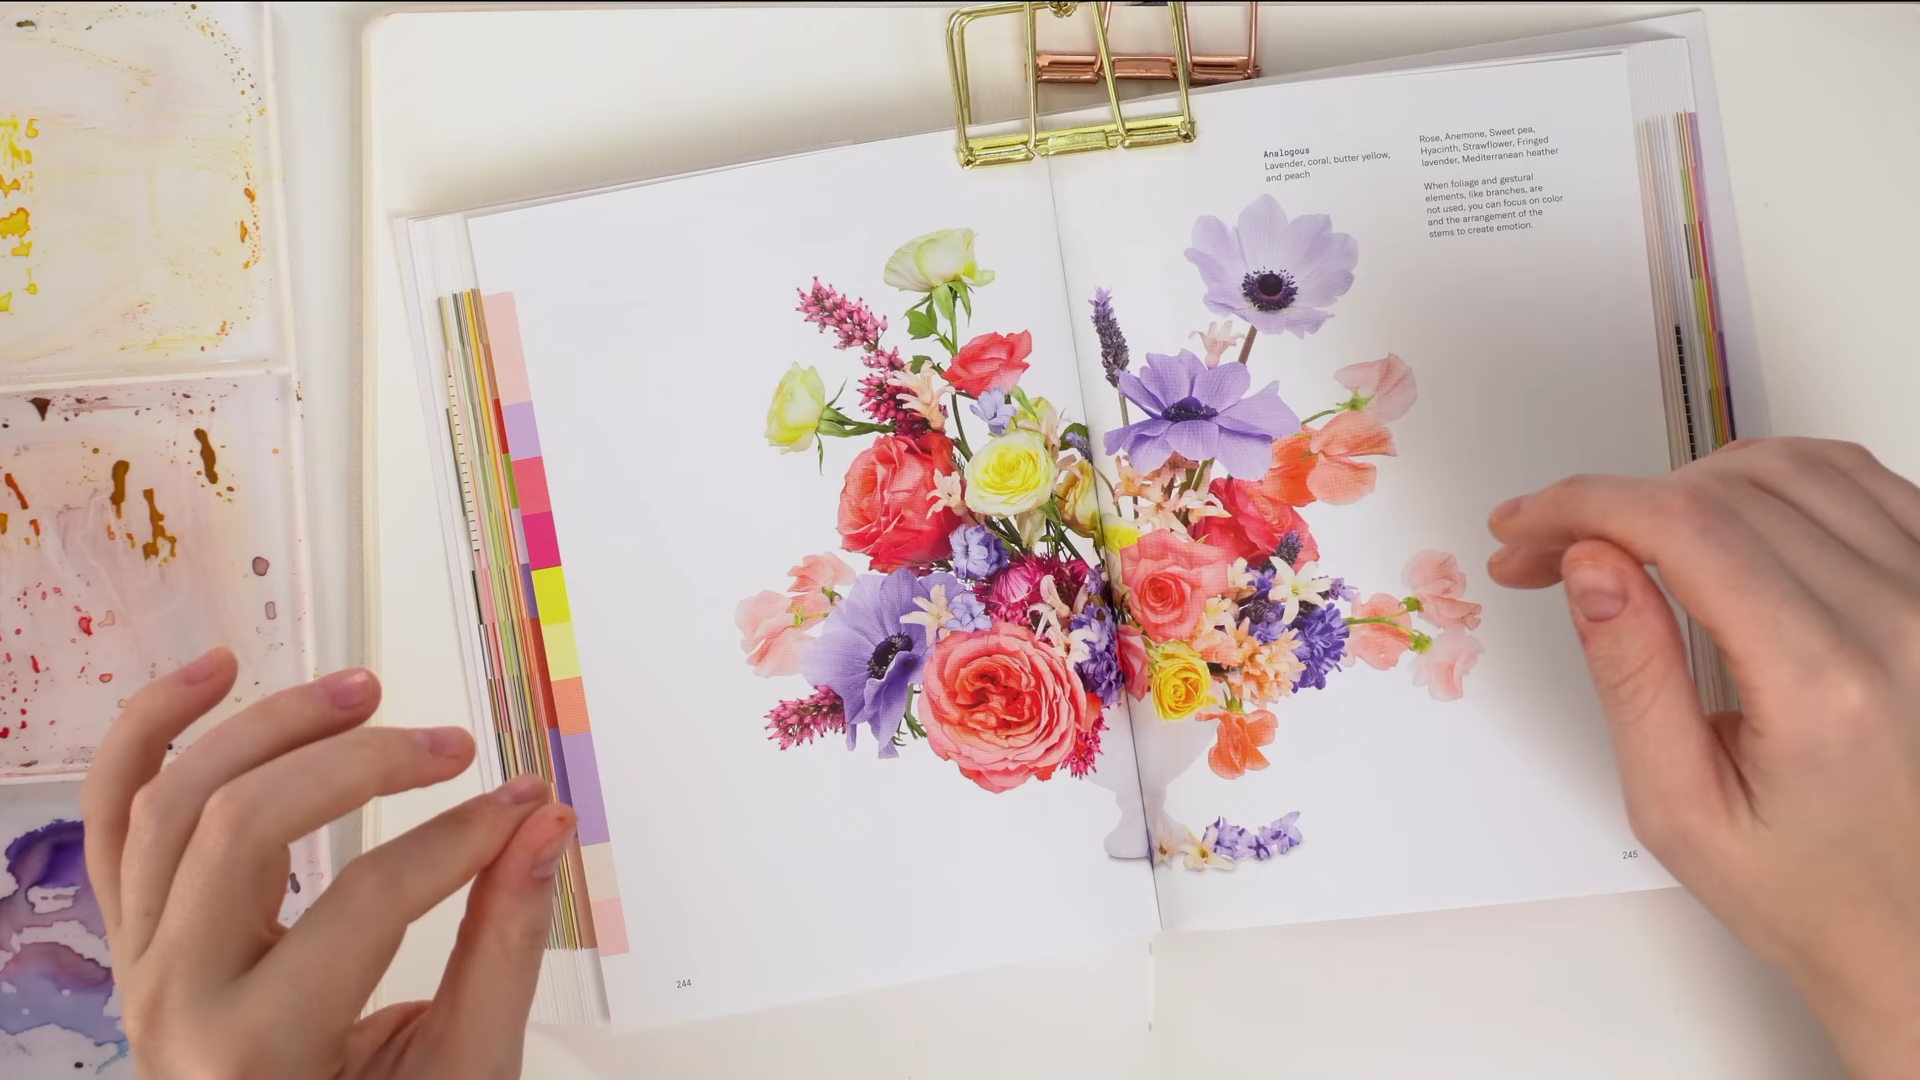 Analogous
Lavender, coral, butter yellow,
and peach
Rose, Anemone, Sweet pea,
Hyacinth, Strawflower, Fringed
lavender, Mediterranean heather
When foliage and gestural
elements, like branches, are
not used, you can focus on color
and the arrangement of the
stems to create emotion.
244
245